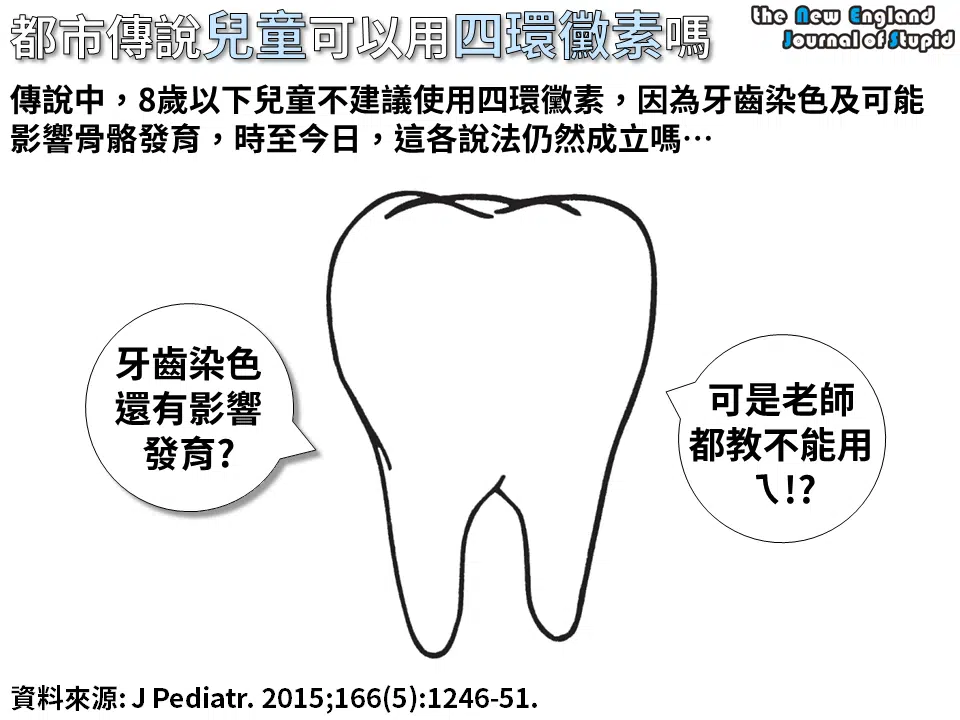 都市傳說兒童可以用四環黴素嗎
the New England
Journal of Stupid
傳說中，8歲以下兒童不建議使用四環黴素，因為牙齒染色及可能
影響骨骼發育，時至今日，這各說法仍然成立嗎…
牙齒染色
還有影響
發育?
可是老師
都教不能用
ㄟ!?
資料來源: J Pediatr. 2015;166(5):1246-51.